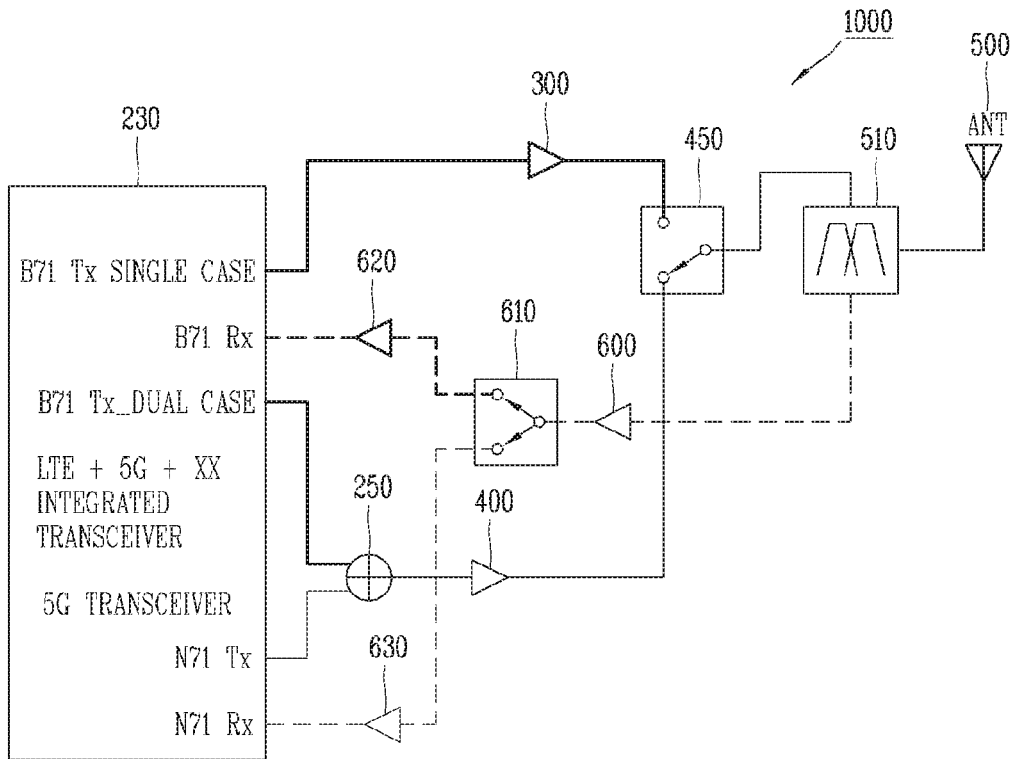 1000
500
ANT
300
230
450
510
B71 Tx SINGLE CASE
620
610
B71 Rx
600
B71 Tx_DUAL CASE
LTE + 5G + XX
INTEGRATED
TRANSCEIVER
250
400
5G TRANSCEIVER
N71 Tx
630
N71 Rx